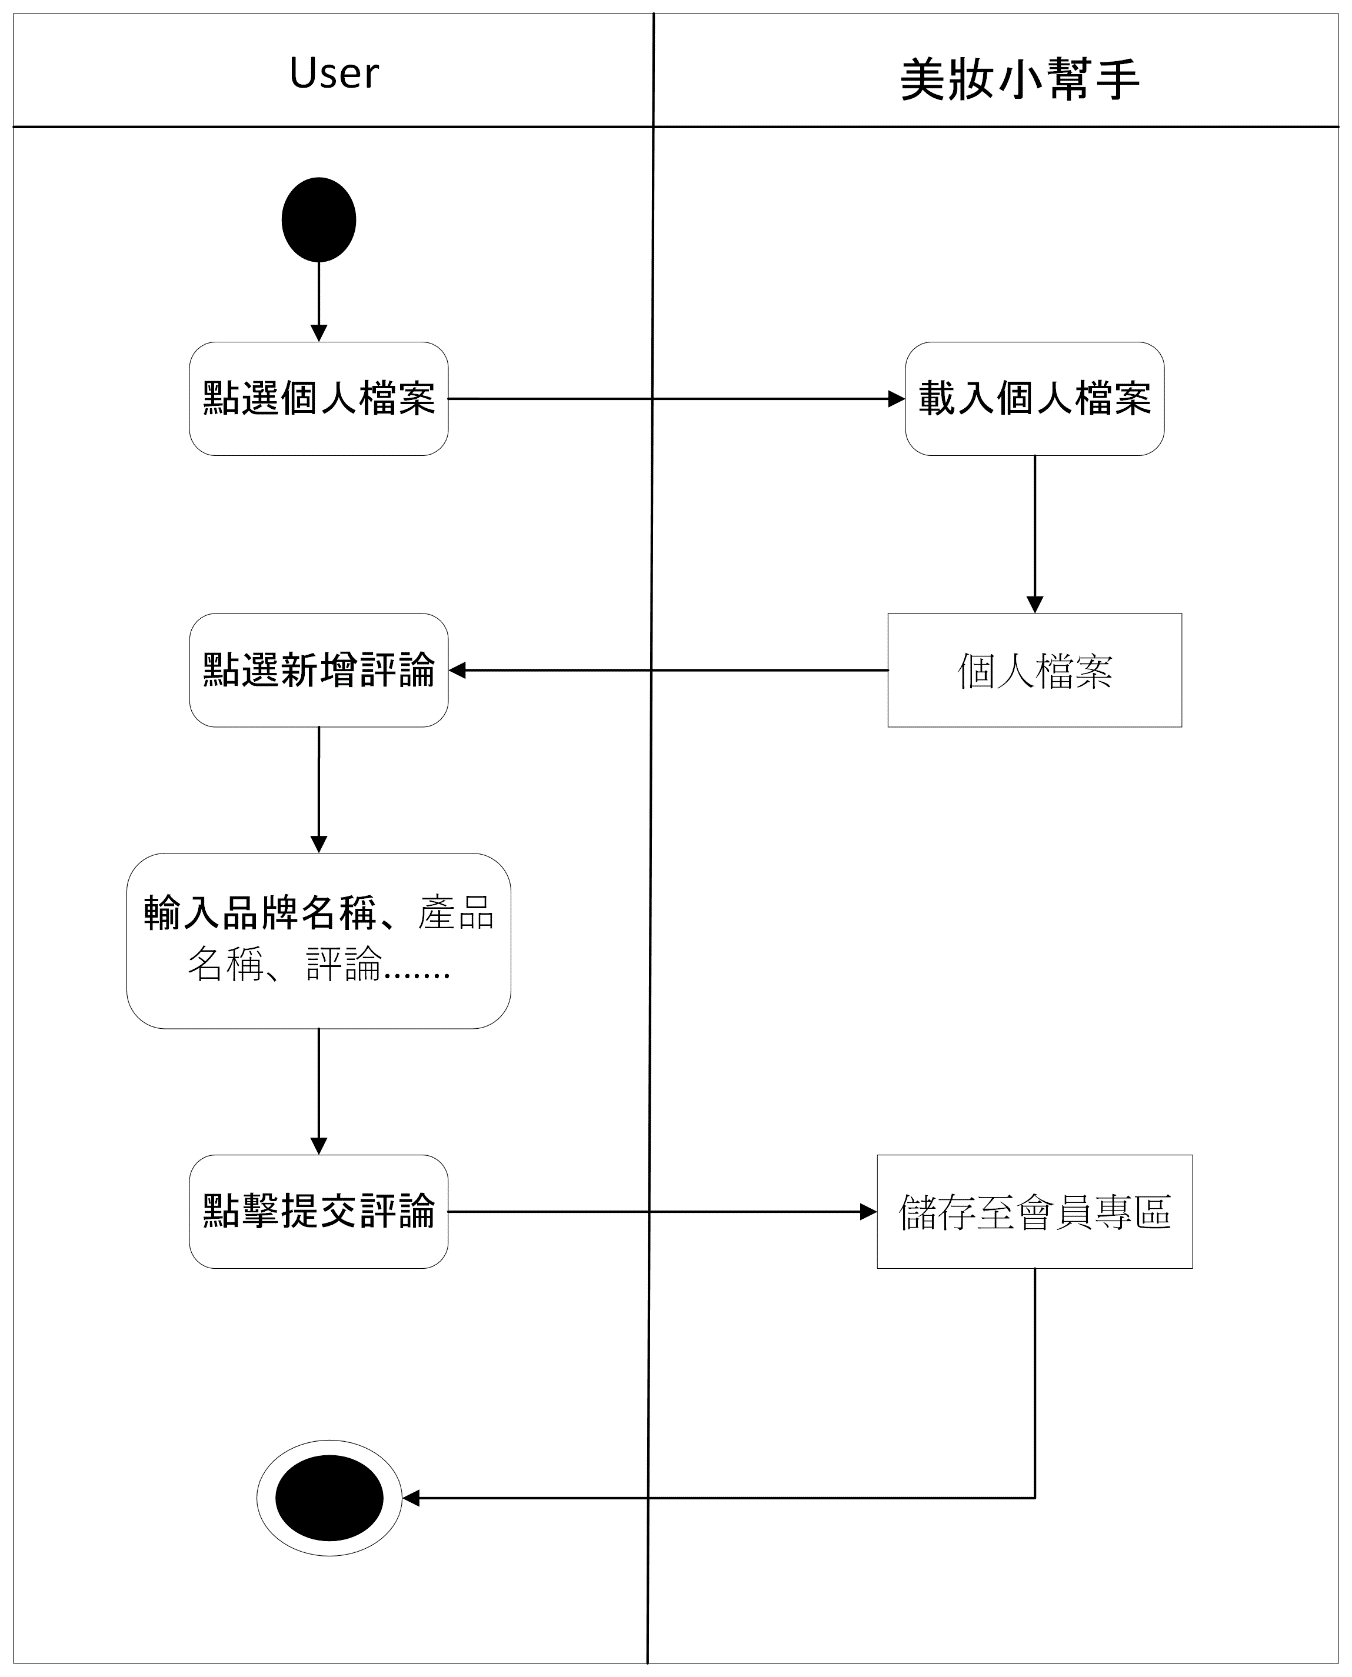 User
美妝小幫手
點選個人檔案
載入個人檔案
點選新增評論
個人檔案
輸入品牌名稱、產品
名稱、評論.......
點擊提交評論
儲存至會員專區